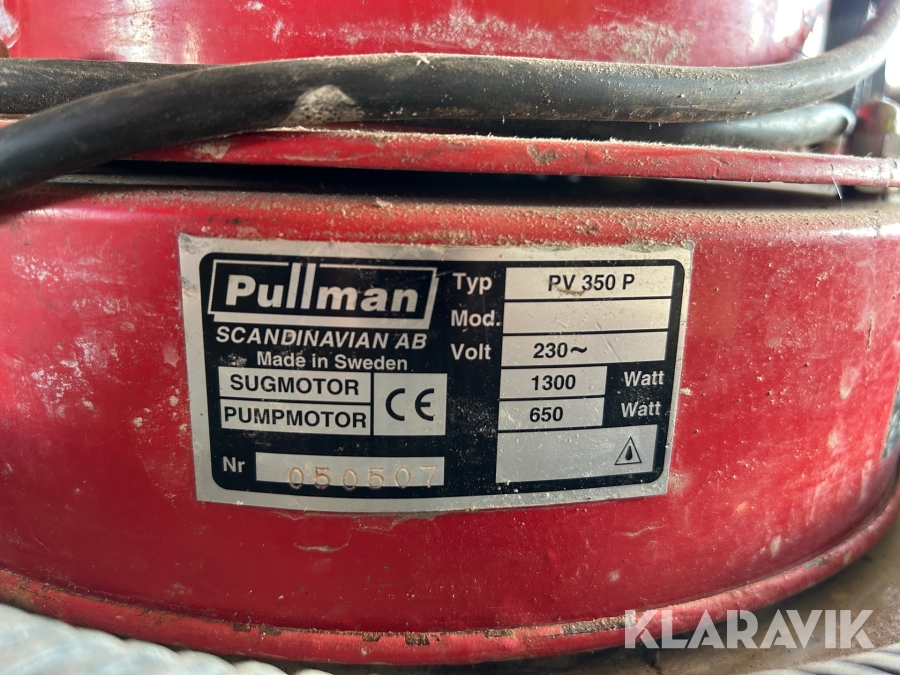 KLARAVIK
Pullman
SCANDINAVIAN AB
Made in Sweden
SUGMOTOR
PUMPMOTOR
CE
Nr 050507
Typ PV 350 P
Mod.
Volt 230~
1300 Watt
650 Watt
KLARAVIK